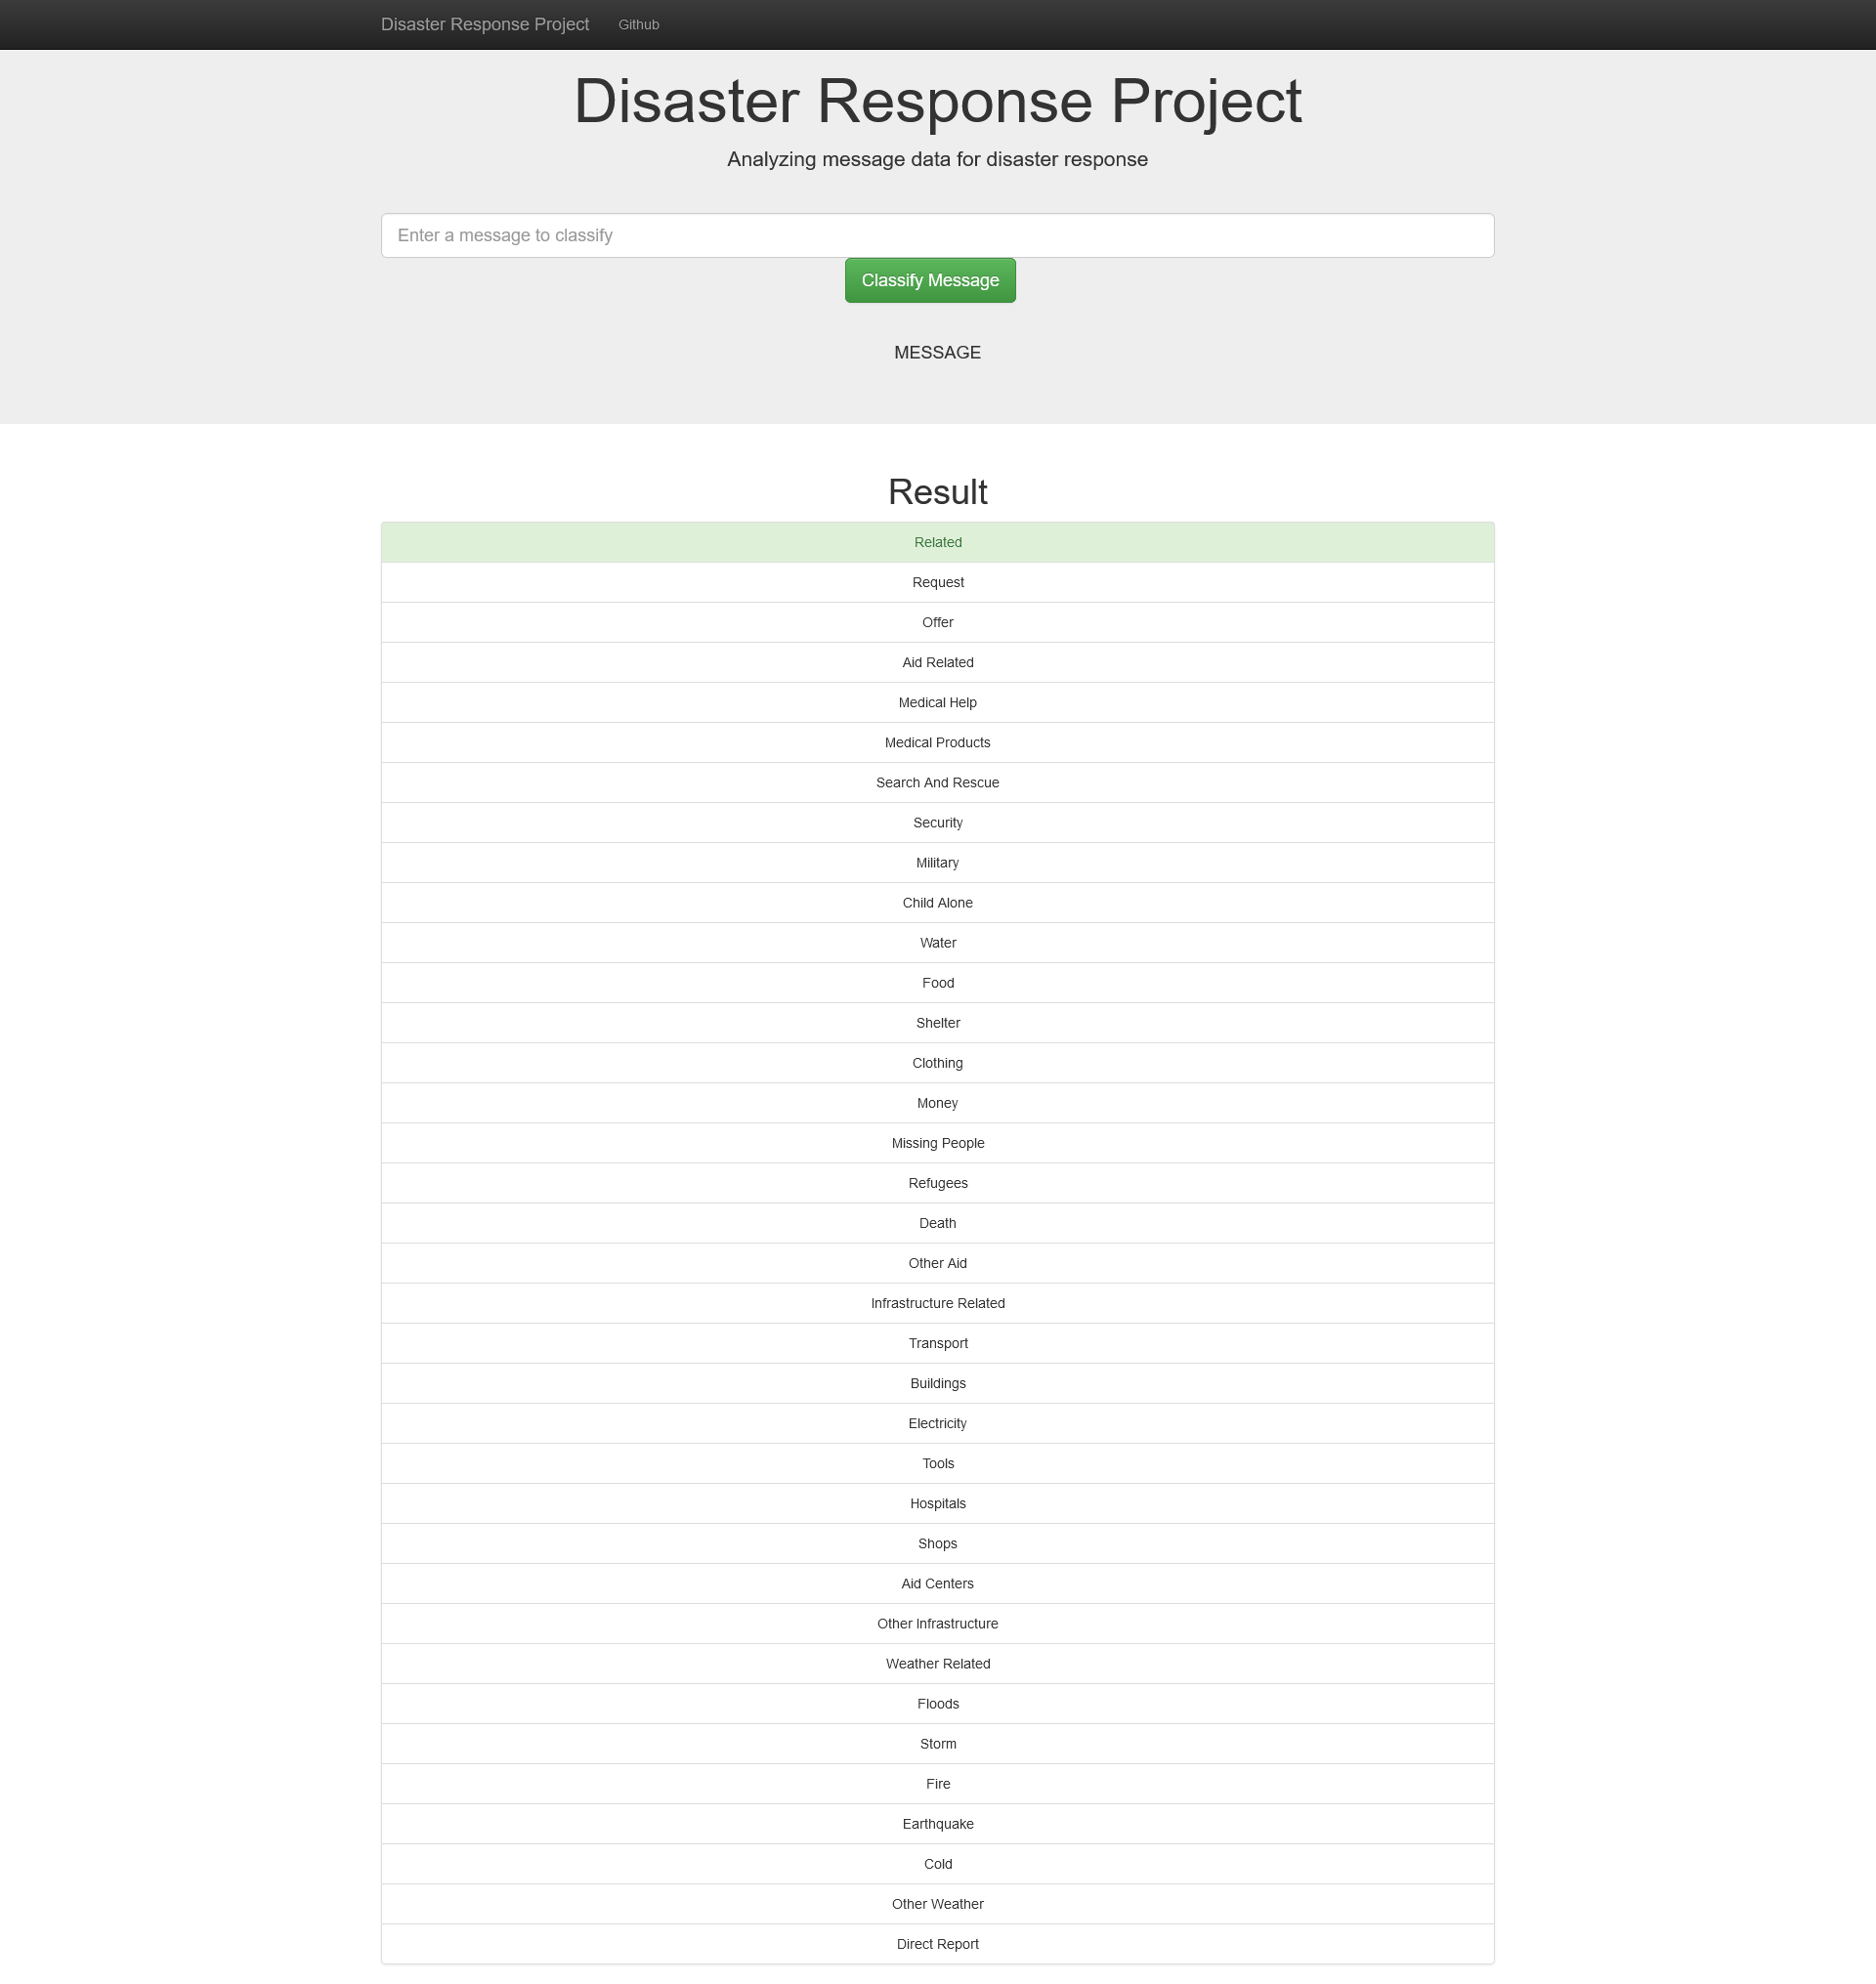 Disaster Response Project Github
Disaster Response Project
Analyzing message data for disaster response
Enter a message to classify
Classify Message
MESSAGE
Result
Related
Request
Offer
Aid Related
Medical Help
Medical Products
Search And Rescue
Security
Military
Child Alone
Water
Food
Shelter
Clothing
Money
Missing People
Refugees
Death
Other Aid
Infrastructure Related
Transport
Buildings
Electricity
Tools
Hospitals
Shops
Aid Centers
Other Infrastructure
Weather Related
Floods
Storm
Fire
Earthquake
Cold
Other Weather
Direct Report